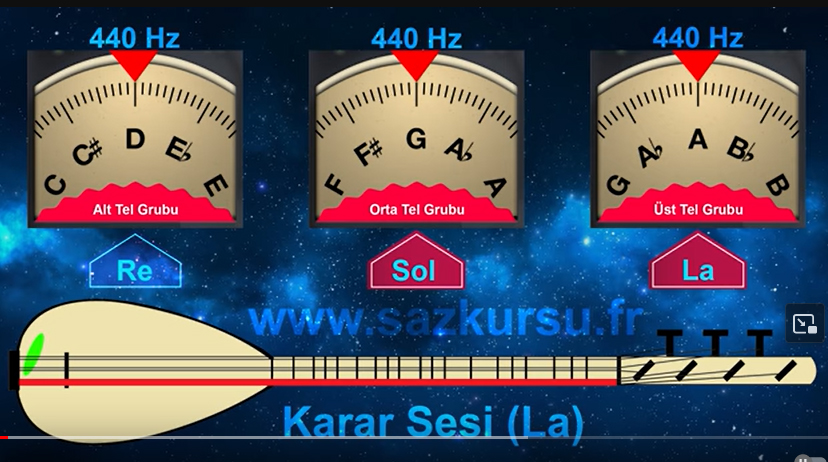 440 Hz 440 Hz 440 Hz
C C# D E♭ E
F F# G A♭ A
G A♭ A B♭ B
Alt Tel Grubu Orta Tel Grubu Üst Tel Grubu
Re Sol La
www.sazkursu.fr
Karar Sesi (La)